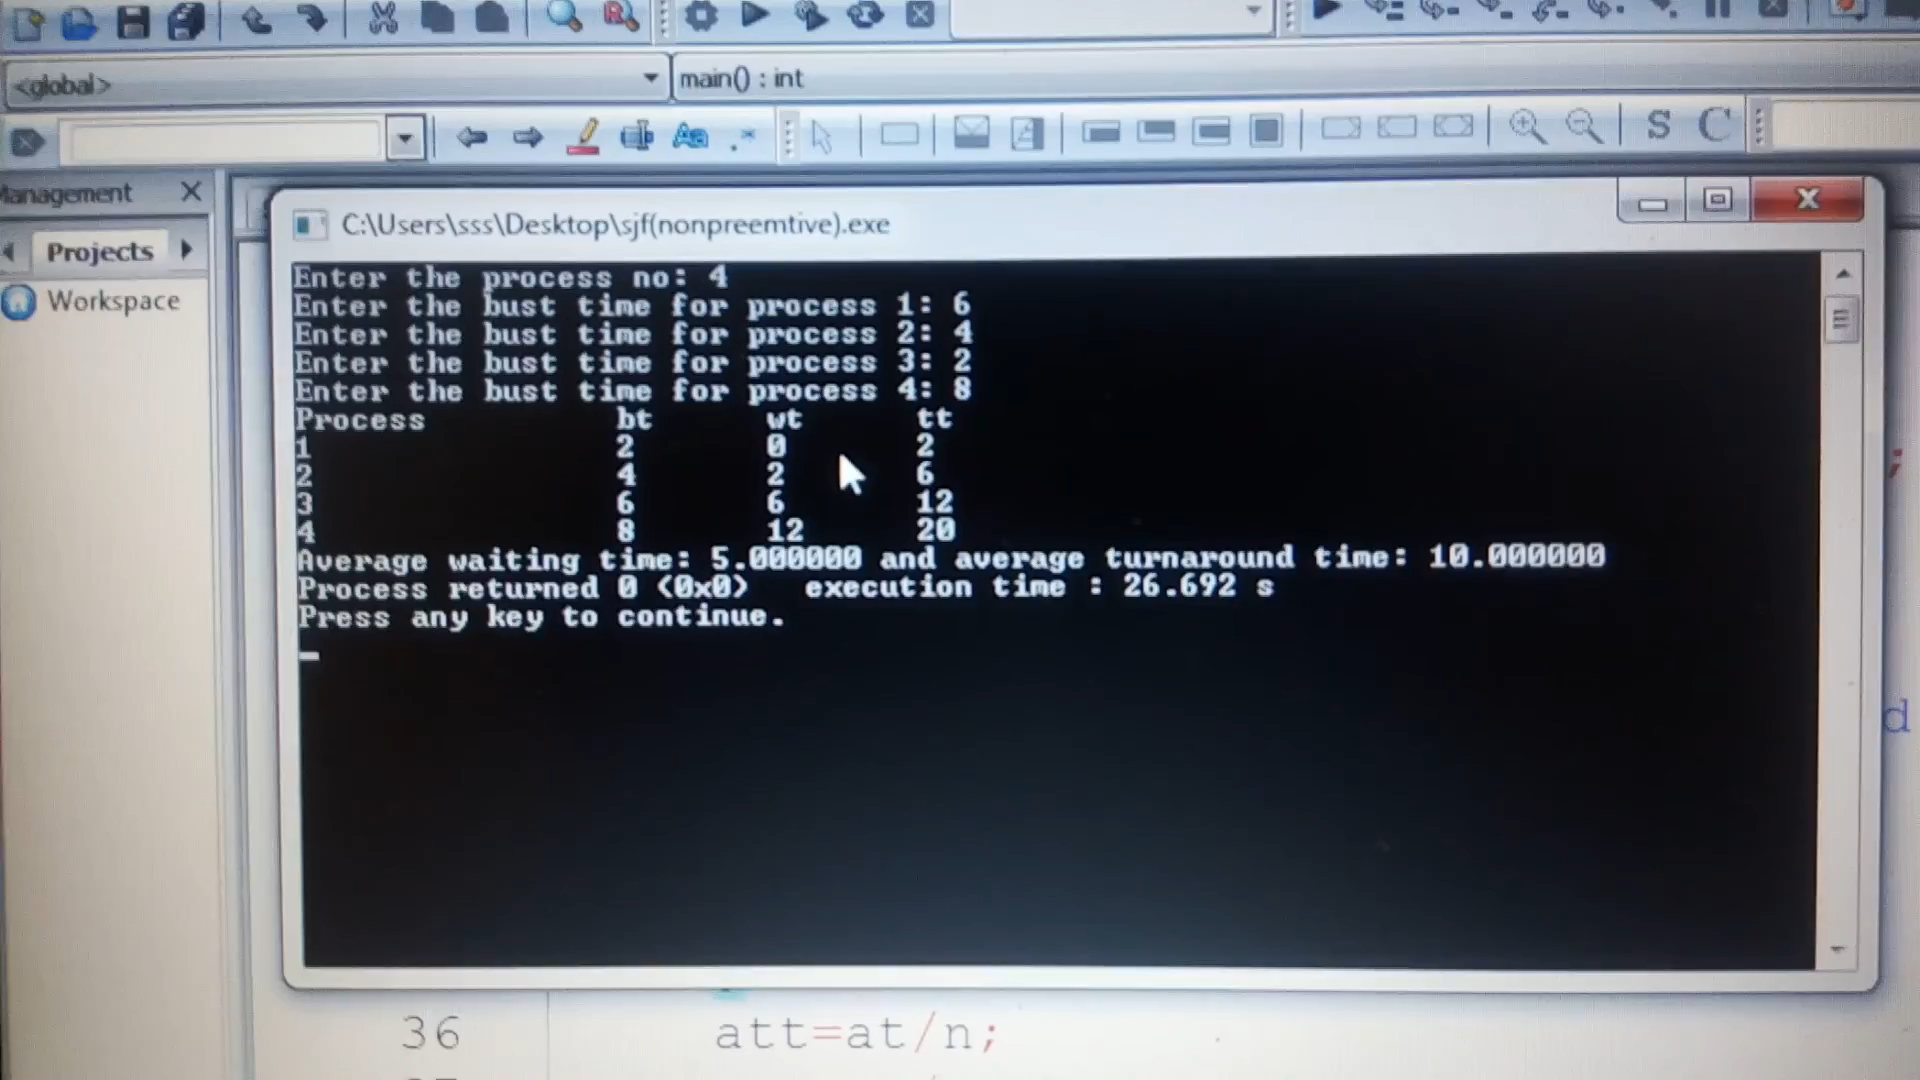 <global>
main() : int
S C
Management
C:\Users\sss\Desktop\sjf(nonpreemtive).exe
Projects
Workspace
Enter the process no: 4
Enter the bust time for process 1: 6
Enter the bust time for process 2: 4
Enter the bust time for process 3: 2
Enter the bust time for process 4: 8
Process bt wt tt
1 2 0 2
2 4 2 6
3 6 6 12
4 8 12 20
Average waiting time: 5.000000 and average turnaround time: 10.000000
Process returned 0 (0x0) execution time : 26.692 s
Press any key to continue.
;
d
36 att=at/n;